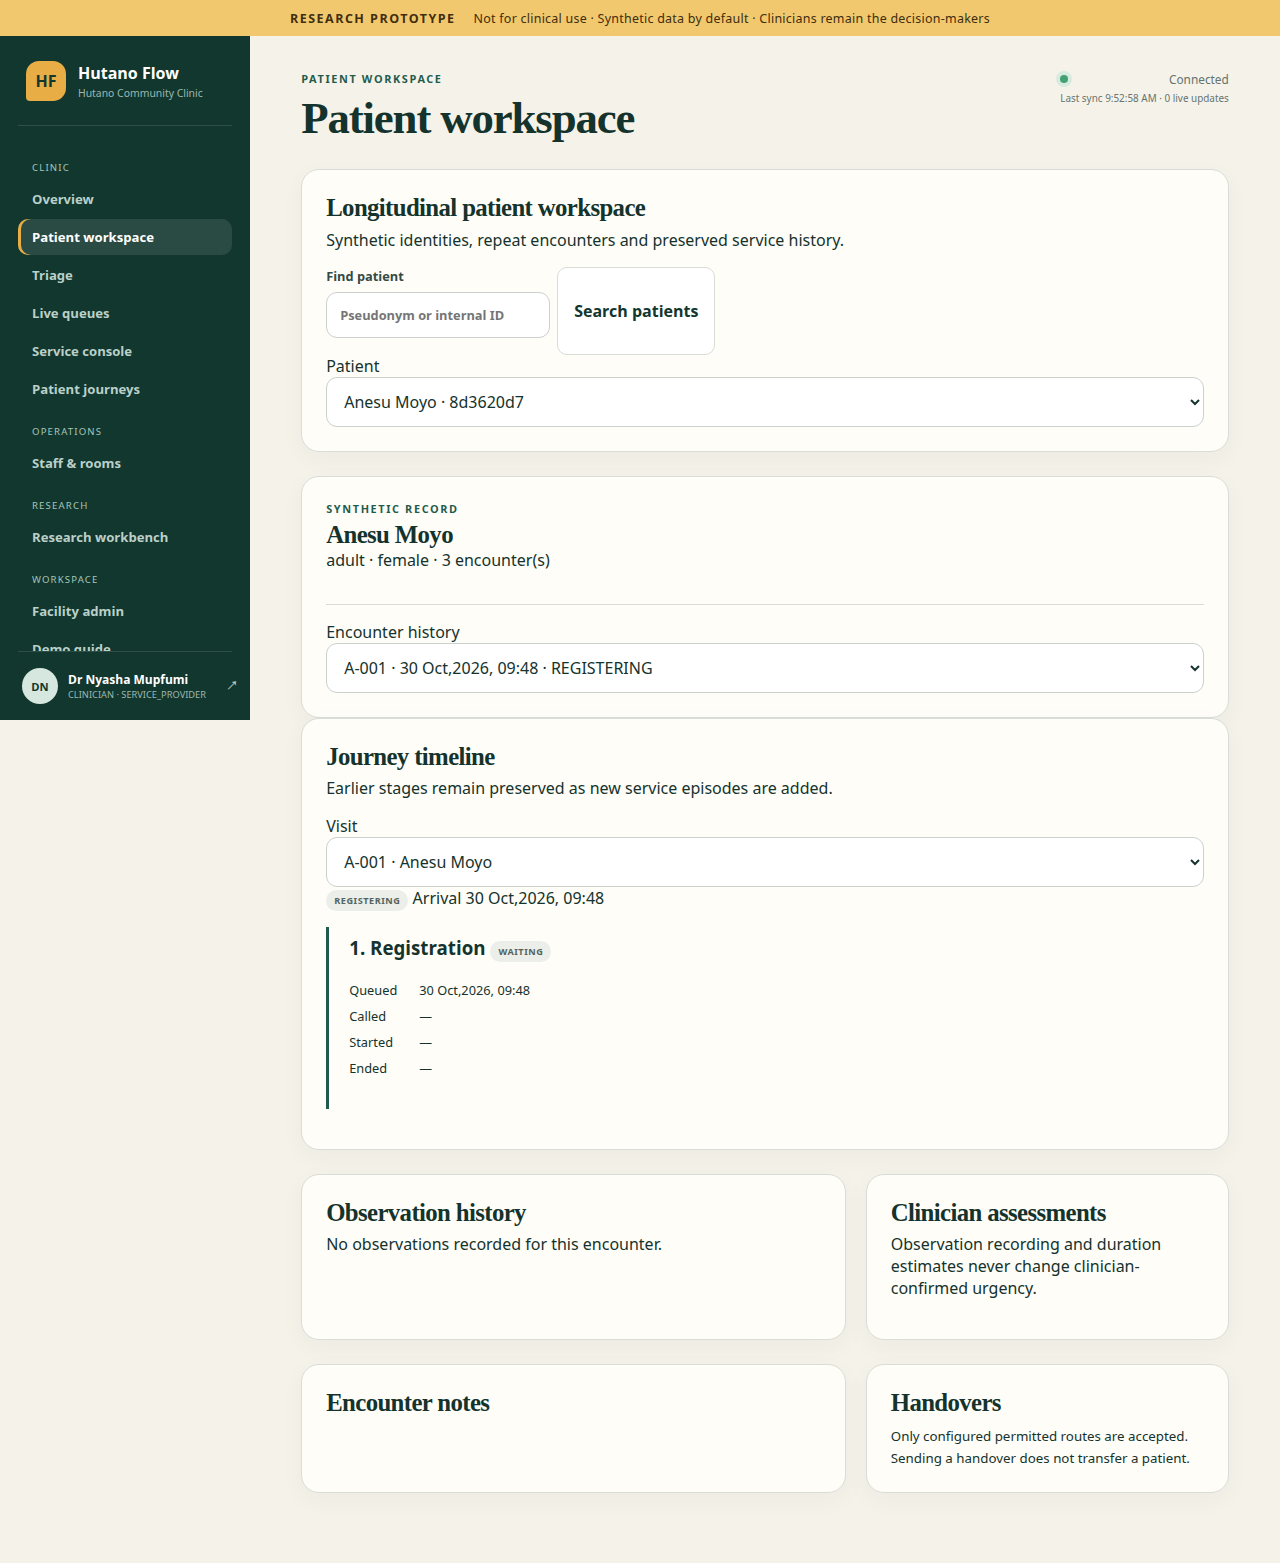 RESEARCH PROTOTYPE Not for clinical use · Synthetic data by default · Clinicians remain the decision-makers
HF
Hutano Flow
Hutano Community Clinic
CLINIC
Overview
Patient workspace
Triage
Live queues
Service console
Patient journeys
OPERATIONS
Staff & rooms
RESEARCH
Research workbench
WORKSPACE
Facility admin
Demo guide
DN
Dr Nyasha Mupfumi
CLINICIAN · SERVICE_PROVIDER
↗
PATIENT WORKSPACE
Patient workspace
Connected
Last sync 9:52:58 AM · 0 live updates
Longitudinal patient workspace
Synthetic identities, repeat encounters and preserved service history.
Find patient
Pseudonym or internal ID
Search patients
Patient
Anesu Moyo · 8d3620d7
SYNTHETIC RECORD
Anesu Moyo
adult · female · 3 encounter(s)
Encounter history
A-001 · 30 Oct,2026, 09:48 · REGISTERING
Journey timeline
Earlier stages remain preserved as new service episodes are added.
Visit
A-001 · Anesu Moyo
REGISTERING Arrival 30 Oct,2026, 09:48
1. Registration WAITING
Queued 30 Oct,2026, 09:48
Called —
Started —
Ended —
Observation history
No observations recorded for this encounter.
Clinician assessments
Observation recording and duration
estimates never change clinician-
confirmed urgency.
Encounter notes
Handovers
Only configured permitted routes are accepted.
Sending a handover does not transfer a patient.